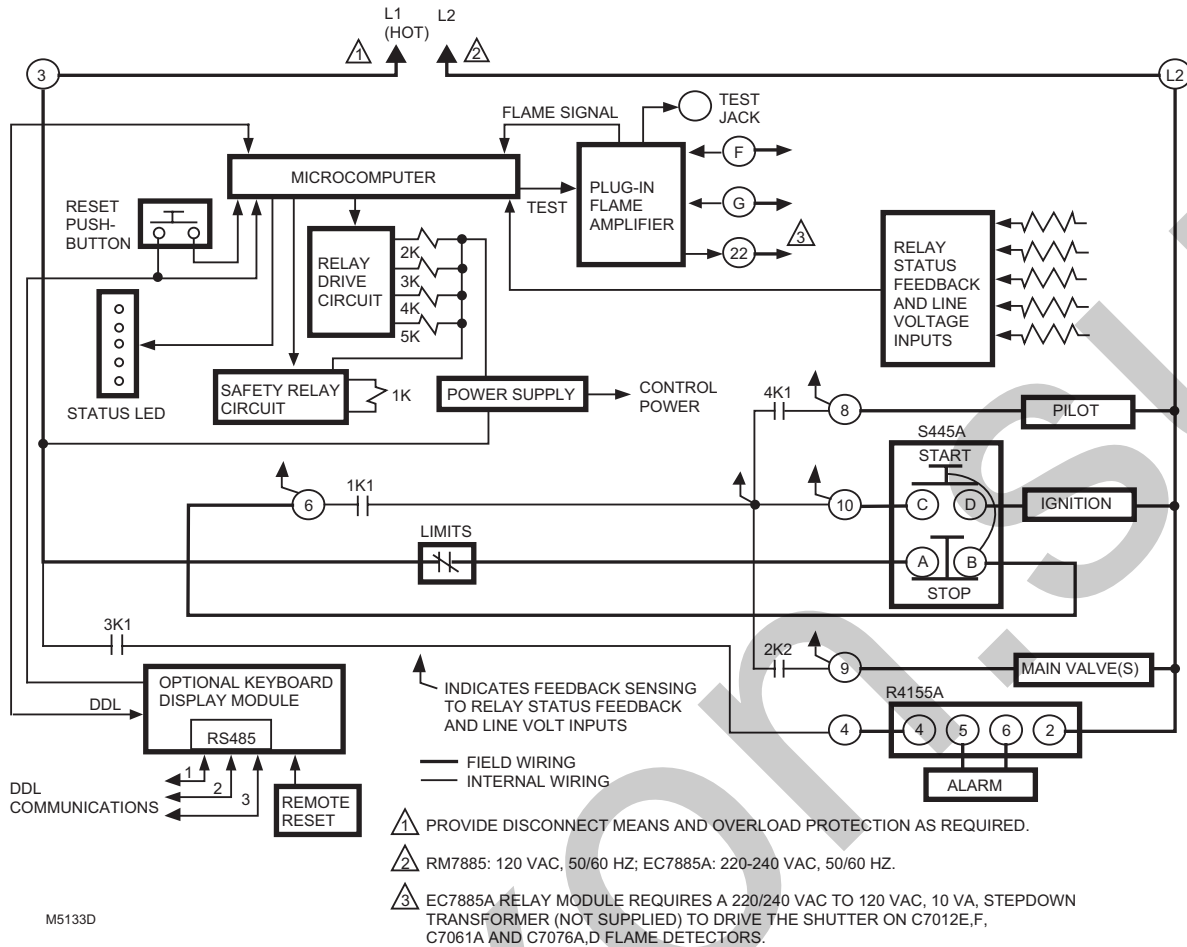 L1
(HOT)
L2
1
2
3
L2
FLAME SIGNAL
TEST
JACK
MICROCOMPUTER
TEST
PLUG-IN
FLAME
AMPLIFIER
F
G
22
3
RESET
PUSH-
BUTTON
RELAY
DRIVE
CIRCUIT
2K
3K
4K
5K
RELAY
STATUS
FEEDBACK
AND LINE
VOLTAGE
INPUTS
STATUS LED
SAFETY RELAY
CIRCUIT
1K
POWER SUPPLY
CONTROL
POWER
4K1
8
PILOT
S445A
START
6
1K1
10
C
D
IGNITION
LIMITS
A
B
STOP
3K1
2K2
9
MAIN VALVE(S)
OPTIONAL KEYBOARD
DISPLAY MODULE
DDL
RS485
INDICATES FEEDBACK SENSING
TO RELAY STATUS FEEDBACK
AND LINE VOLT INPUTS
R4155A
4
4
5
6
2
ALARM
FIELD WIRING
INTERNAL WIRING
DDL
COMMUNICATIONS
1
2
3
REMOTE
RESET
1 PROVIDE DISCONNECT MEANS AND OVERLOAD PROTECTION AS REQUIRED.
2 RM7885: 120 VAC, 50/60 HZ; EC7885A: 220-240 VAC, 50/60 HZ.
3 EC7885A RELAY MODULE REQUIRES A 220/240 VAC TO 120 VAC, 10 VA, STEPDOWN
TRANSFORMER (NOT SUPPLIED) TO DRIVE THE SHUTTER ON C7012E,F,
C7061A AND C7076A,D FLAME DETECTORS.
M5133D